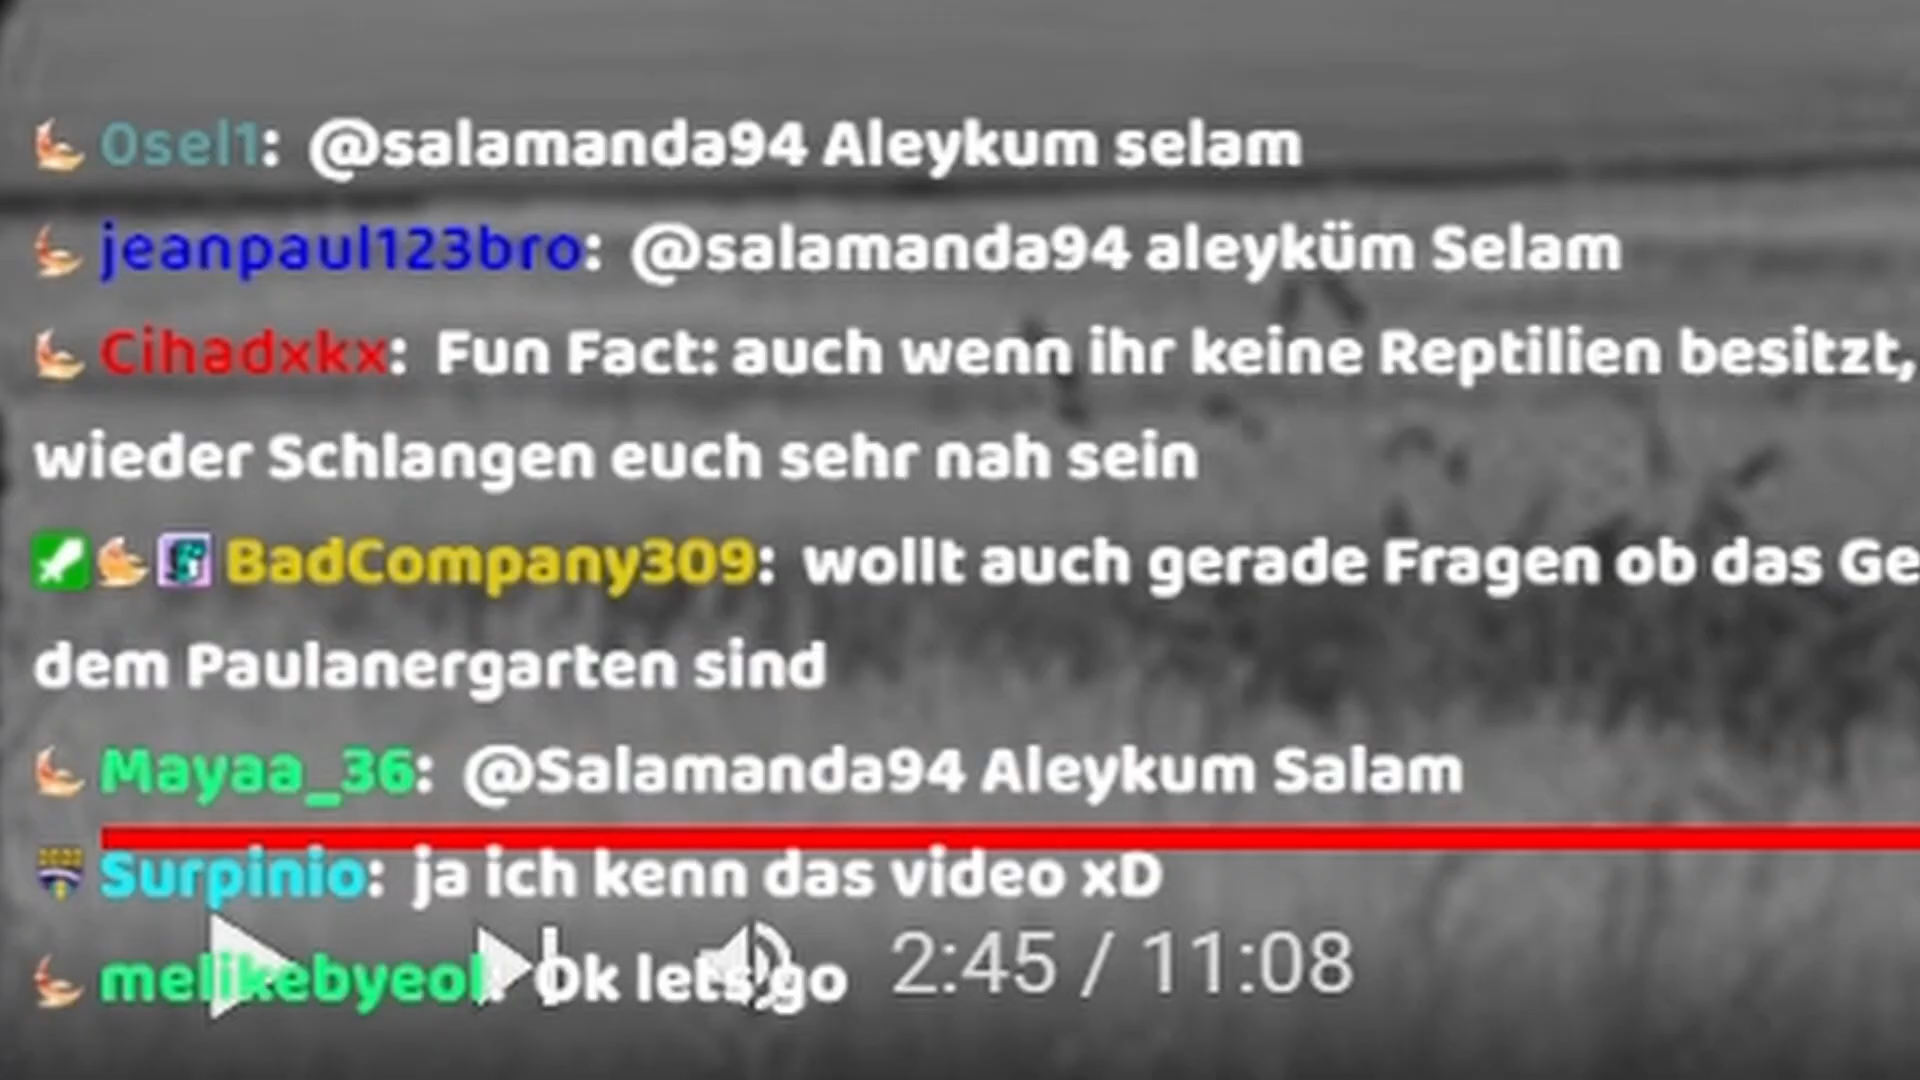 0sel1: @salamanda94 Aleykum selam
jeanpaul123bro: @salamanda94 aleyküm Selam
Cihadxkx: Fun Fact: auch wenn ihr keine Reptilien besitzt,
wieder Schlangen euch sehr nah sein
BadCompany309: wollt auch gerade Fragen ob das Ge
dem Paulanergarten sind
Mayaa_36: @Salamanda94 Aleykum Salam
Surpinio: ja ich kenn das video xD
melikebyeol: Ok lets go
2:45 / 11:08